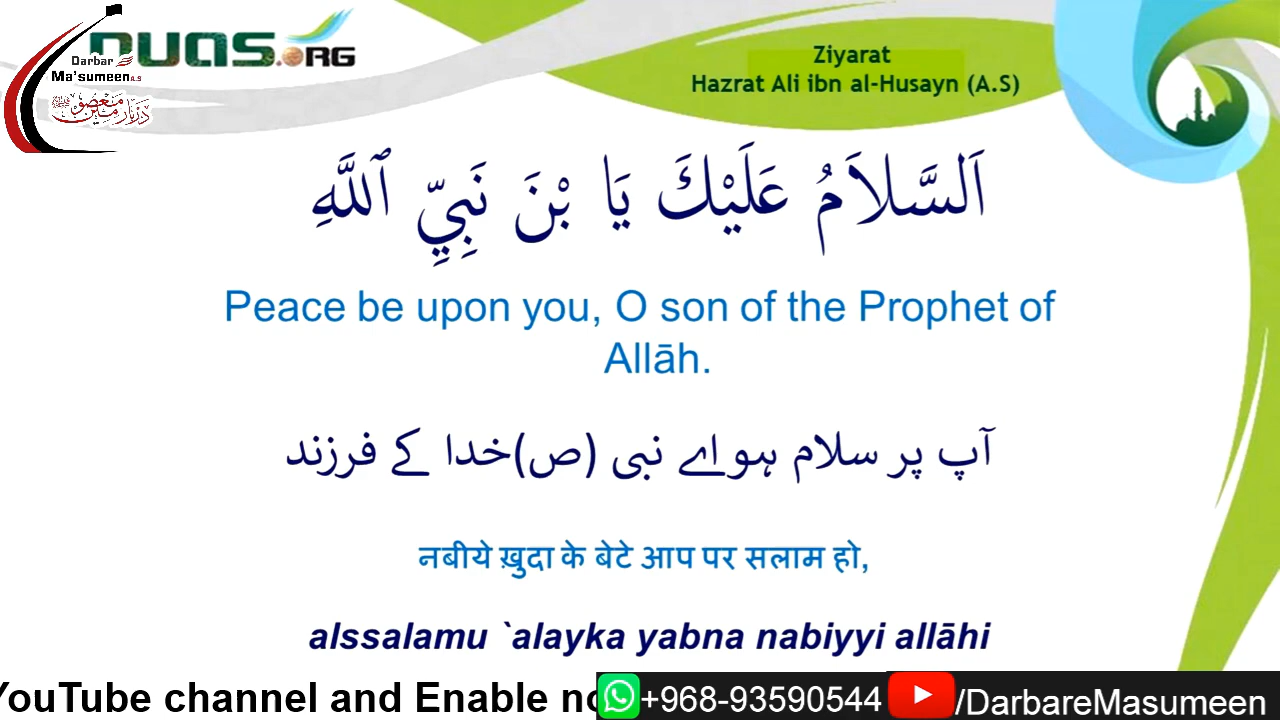 DUAS.ORG
Darbar
Ma'sumeen A.S
Ziyarat
Hazrat Ali ibn al-Husayn (A.S)
اَلسَّلاَمُ عَلَيْكَ يَا بْنَ نَبِيِّ ٱللَّهِ
Peace be upon you, O son of the Prophet of
Allāh.
آپ پر سلام ہو اے نبی (ص)خدا کے فرزند
नबीये ख़ुदा के बेटे आप पर सलाम हो,
alssalamu `alayka yabna nabiyyi allāhi
YouTube channel and Enable
+968-93590544
/DarbareMasumeen